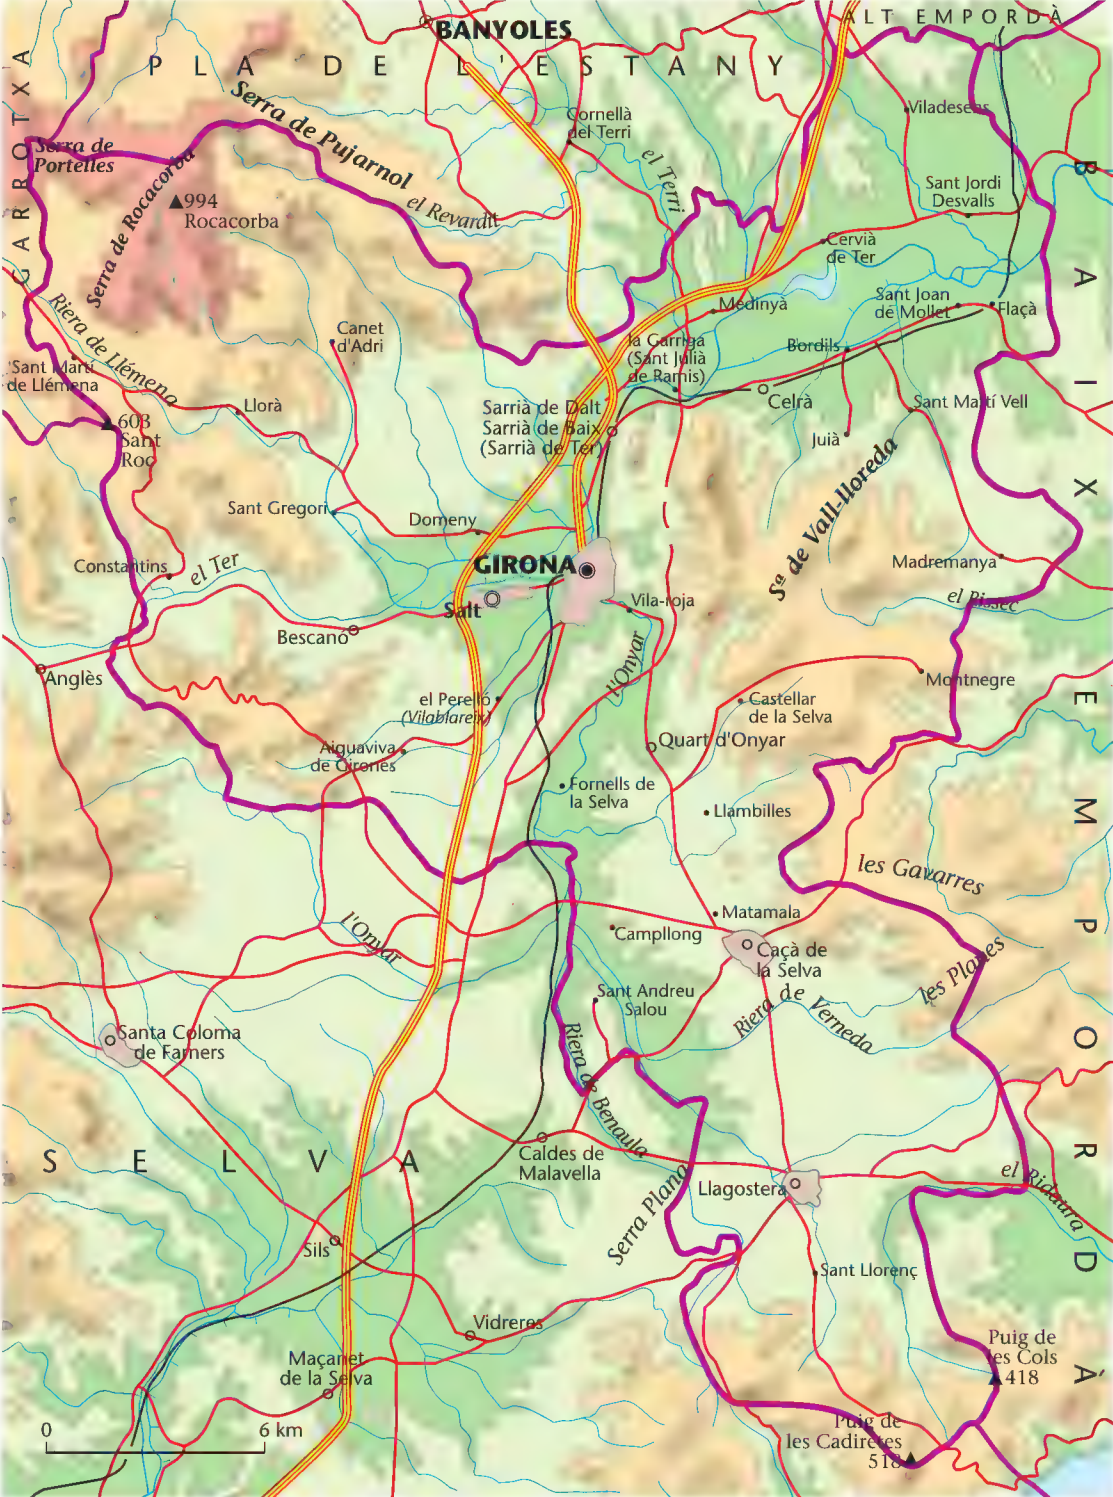 ALT EMPORDÀ
BANYOLES
PLA DE L'ESTANY
GARROTXA
Serra de Pujarnol
Cornellà
del Terri
Viladesens
Serra de
Portelles
el Terri
BAIX EMPORDÀ
Serra de Rocacorba
994
Rocacorba
el Revardit
Sant Jordi
Desvalls
Cervià
de Ter
Riera de Llémena
Medinyà
Sant Joan
de Mollet
Flaçà
Canet
d'Adri
la Garriga
(Sant Julià
de Ramis)
Bordils
Sant Martí
de Llémena
Llorà
Sarrià de Dalt
Sarrià de Baix
(Sarrià de Ter)
Celrà
Sant Martí Vell
603
Sant
Roc
Juià
Sª de Vall-lloreda
Sant Gregori
Domeny
Constantins
el Ter
GIRONA
Madremanya
el Rissec
Salt
Vila-roja
Bescanó
l'Onyar
Anglès
el Perelló
(Vilablareix)
Castellar
de la Selva
Montnegre
Aiguaviva
de Girones
Quart d'Onyar
Fornells de
la Selva
Llambilles
les Gavarres
l'Onyar
Matamala
Campllong
Caçà de
la Selva
les Planes
Sant Andreu
Salou
Riera de Verneda
Santa Coloma
de Farners
Riera de Benaula
SELVA
Caldes de
Malavella
Llagostera
el Ridaura
Serra Plana
Sils
Sant Llorenç
Vidreres
Puig de
les Cols
418
Maçanet
de la Selva
Puig de
les Cadiretes
518
0 6 km